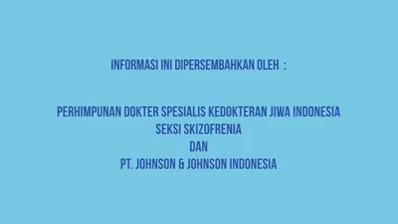 INFORMASI INI DIPERSEMBAHKAN OLEH :
PERHIMPUNAN DOKTER SPESIALIS KEDOKTERAN JIWA INDONESIA
SEKSI SKIZOFRENIA
DAN
PT. JOHNSON & JOHNSON INDONESIA